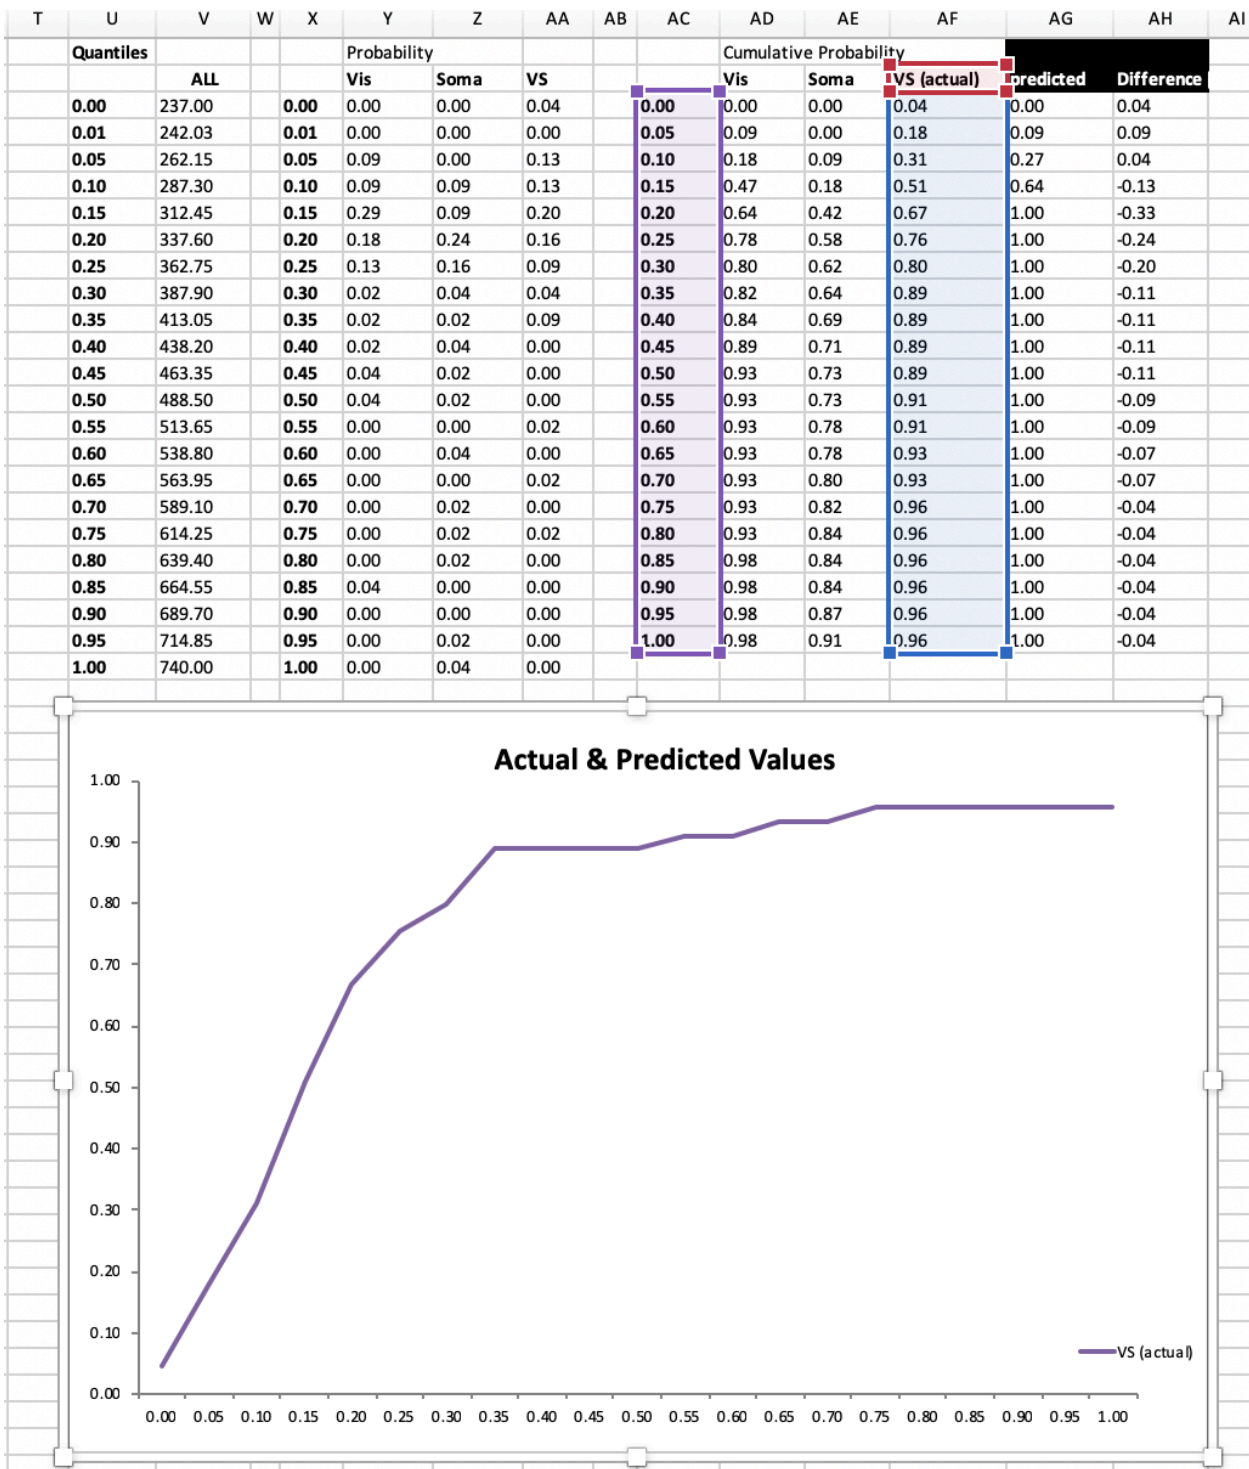 T U V W X Y Z AA AB AC AD AE AF AG AH AI
Quantiles Probability Cumulative Probability
ALL Vis Soma VS Vis Soma VS (actual) predicted Difference
0.00 237.00 0.00 0.00 0.00 0.04 0.00 0.00 0.00 0.04 0.00 0.04
0.01 242.03 0.01 0.00 0.00 0.00 0.05 0.09 0.00 0.18 0.09 0.09
0.05 262.15 0.05 0.09 0.00 0.13 0.10 0.18 0.09 0.31 0.27 0.04
0.10 287.30 0.10 0.09 0.09 0.13 0.15 0.47 0.18 0.51 0.64 -0.13
0.15 312.45 0.15 0.29 0.09 0.20 0.20 0.64 0.42 0.67 1.00 -0.33
0.20 337.60 0.20 0.18 0.24 0.16 0.25 0.78 0.58 0.76 1.00 -0.24
0.25 362.75 0.25 0.13 0.16 0.09 0.30 0.80 0.62 0.80 1.00 -0.20
0.30 387.90 0.30 0.02 0.04 0.04 0.35 0.82 0.64 0.89 1.00 -0.11
0.35 413.05 0.35 0.02 0.02 0.09 0.40 0.84 0.69 0.89 1.00 -0.11
0.40 438.20 0.40 0.02 0.04 0.00 0.45 0.89 0.71 0.89 1.00 -0.11
0.45 463.35 0.45 0.04 0.02 0.00 0.50 0.93 0.73 0.89 1.00 -0.11
0.50 488.50 0.50 0.04 0.02 0.00 0.55 0.93 0.73 0.91 1.00 -0.09
0.55 513.65 0.55 0.00 0.00 0.02 0.60 0.93 0.78 0.91 1.00 -0.09
0.60 538.80 0.60 0.00 0.04 0.00 0.65 0.93 0.78 0.93 1.00 -0.07
0.65 563.95 0.65 0.00 0.00 0.02 0.70 0.93 0.80 0.93 1.00 -0.07
0.70 589.10 0.70 0.00 0.02 0.00 0.75 0.93 0.82 0.96 1.00 -0.04
0.75 614.25 0.75 0.00 0.02 0.02 0.80 0.93 0.84 0.96 1.00 -0.04
0.80 639.40 0.80 0.00 0.02 0.00 0.85 0.98 0.84 0.96 1.00 -0.04
0.85 664.55 0.85 0.04 0.00 0.00 0.90 0.98 0.84 0.96 1.00 -0.04
0.90 689.70 0.90 0.00 0.00 0.00 0.95 0.98 0.87 0.96 1.00 -0.04
0.95 714.85 0.95 0.00 0.02 0.00 1.00 0.98 0.91 0.96 1.00 -0.04
1.00 740.00 1.00 0.00 0.04 0.00
Actual & Predicted Values
1.00
0.90
0.80
0.70
0.60
0.50
0.40
0.30
0.20
0.10
VS (actual)
0.00
0.00 0.05 0.10 0.15 0.20 0.25 0.30 0.35 0.40 0.45 0.50 0.55 0.60 0.65 0.70 0.75 0.80 0.85 0.90 0.95 1.00